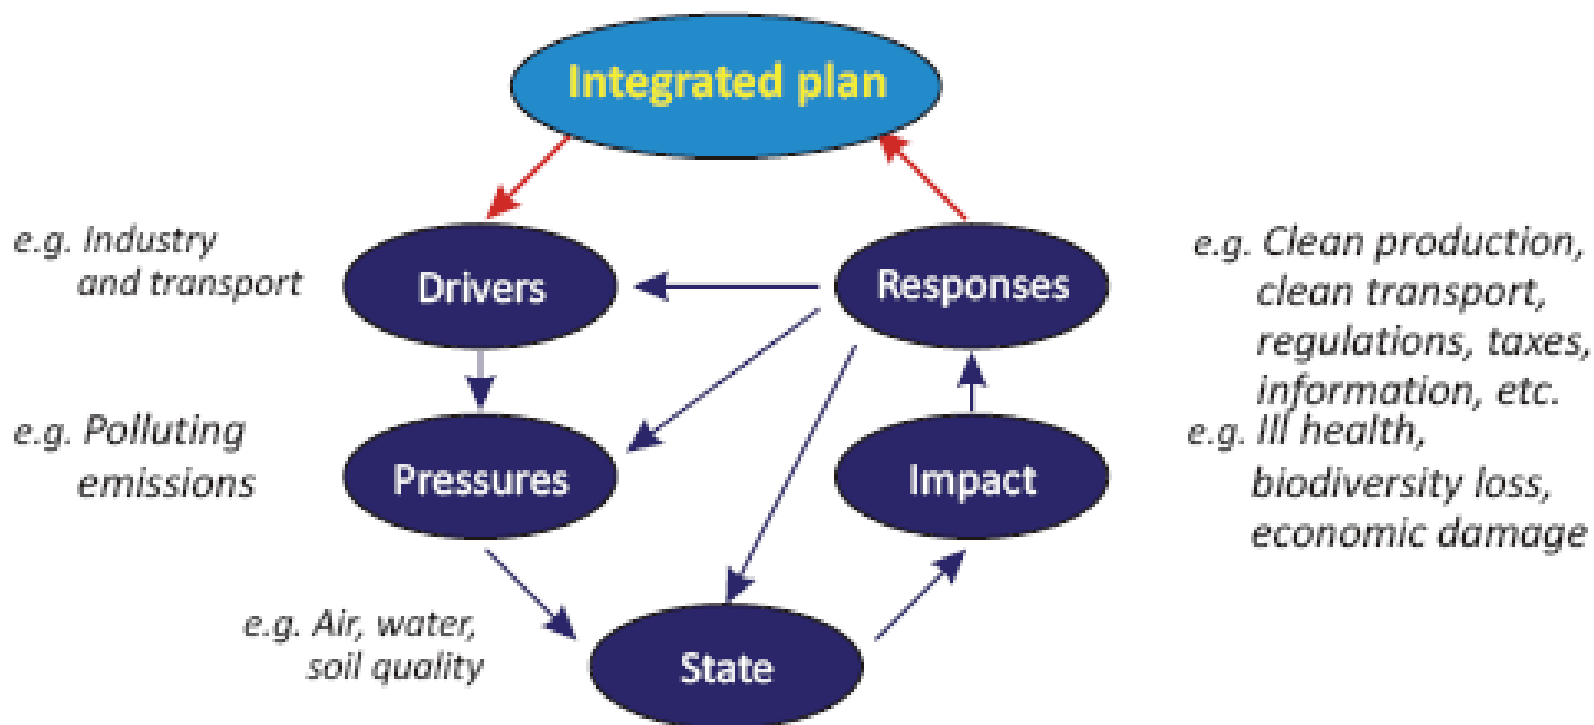 Integrated plan
e.g. Industry
and transport
Drivers
Responses
e.g. Clean production,
clean transport,
regulations, taxes,
information, etc.
e.g. Polluting
emissions
Pressures
Impact
e.g. Ill health,
biodiversity loss,
economic damage
e.g. Air, water,
soil quality
State